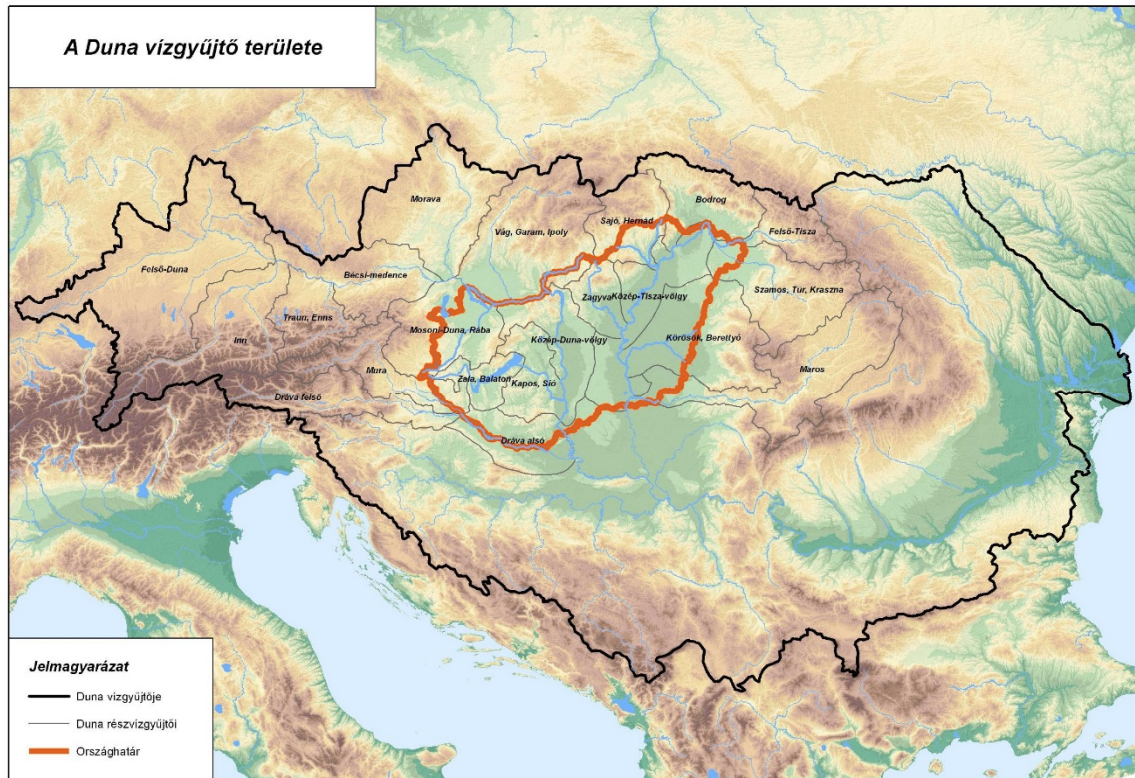 A Duna vízgyűjtő területe
Morava
Bodrog
Sajó, Hernád
Vág, Garam, Ipoly
Felső-Tisza
Felső-Duna
Bécsi-medence
Szamos, Tur, Kraszna
Zagyva
Közép-Tisza-völgy
Traun, Enns
Mosoni-Duna, Rába
Inn
Közép-Duna-völgy
Körösök, Berettyó
Mura
Zala, Balaton
Kapos, Sió
Maros
Dráva felső
Dráva alsó
Jelmagyarázat
Duna vízgyűjtője
Duna részvízgyűjtői
Országhatár